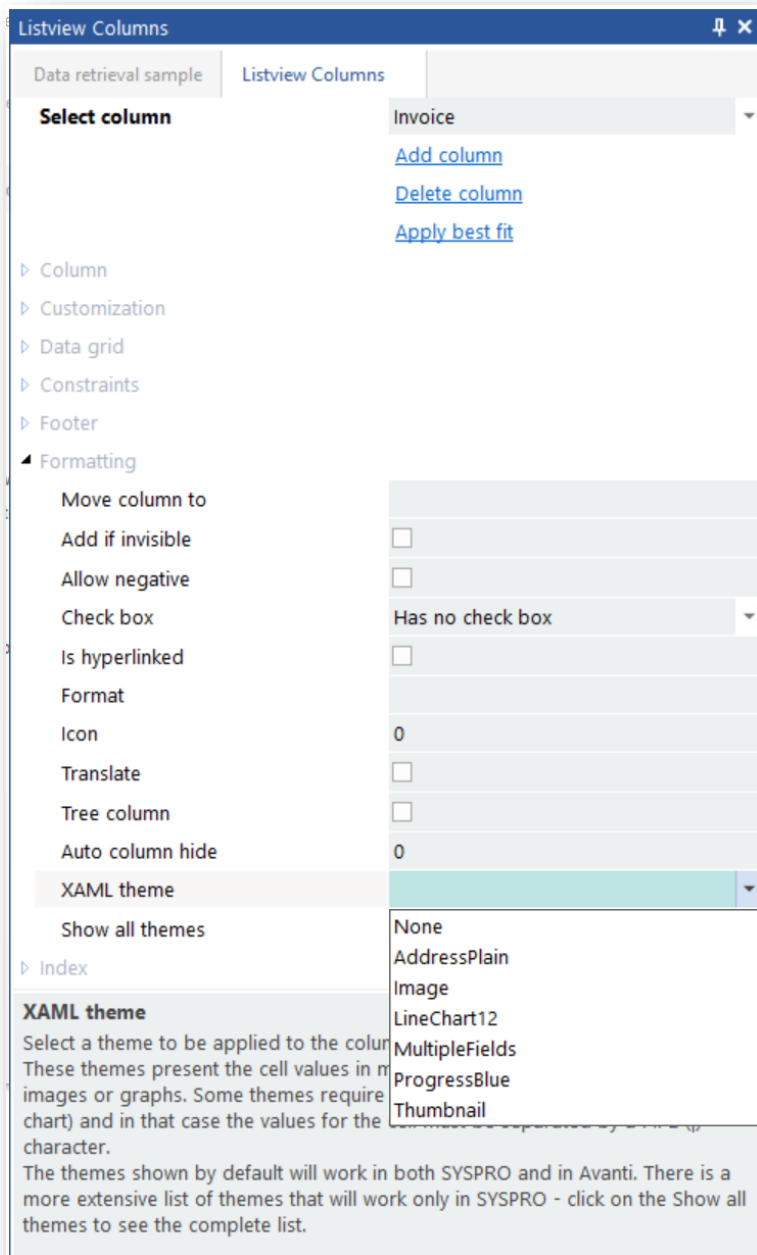 Listview Columns
Data retrieval sample Listview Columns
Select column Invoice
Add column
Delete column
Apply best fit
Column
Customization
Data grid
Constraints
Footer
Formatting
Move column to
Add if invisible
Allow negative
Check box Has no check box
Is hyperlinked
Format
Icon 0
Translate
Tree column
Auto column hide 0
XAML theme
Show all themes
None
AddressPlain
Image
LineChart12
MultipleFields
ProgressBlue
Thumbnail
Index
XAML theme
Select a theme to be applied to the
These themes present the cell values in
images or graphs. Some themes require
chart) and in that case the values for the
character.
The themes shown by default will work in both SYSPRO and in Avanti. There is a
more extensive list of themes that will work only in SYSPRO - click on the Show all
themes to see the complete list.